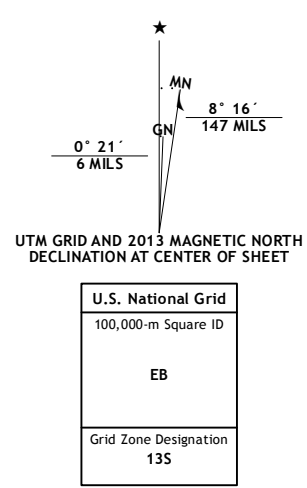 MN
8° 16´
GN
147 MILS
0° 21´
6 MILS
UTM GRID AND 2013 MAGNETIC NORTH
DECLINATION AT CENTER OF SHEET
U.S. National Grid
100,000-m Square ID
EB
Grid Zone Designation
13S